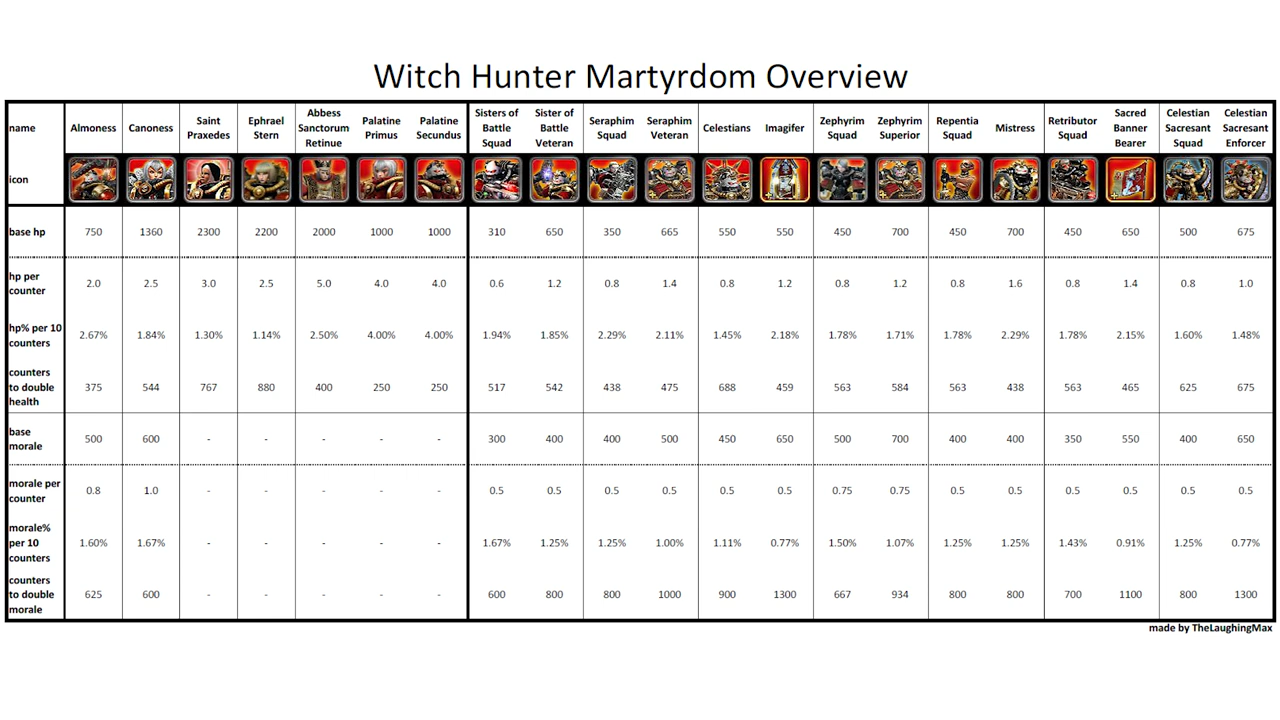 Witch Hunter Martyrdom Overview
name Almoness Canoness Saint Praxedes Ephrael Stern Abbess Sanctorum Retinue Palatine Primus Palatine Secundus Sisters of Battle Squad Sister of Battle Veteran Seraphim Squad Seraphim Veteran Celestians Imagifer Zephyrim Squad Zephyrim Superior Repentia Squad Mistress Retributor Squad Sacred Banner Bearer Celestian Sacresant Squad Celestian Sacresant Enforcer
icon
base hp 750 1360 2300 2200 2000 1000 1000 310 650 350 665 550 550 450 700 450 700 450 650 500 675
hp per counter 2.0 2.5 3.0 2.5 5.0 4.0 4.0 0.6 1.2 0.8 1.4 0.8 1.2 0.8 1.2 0.8 1.6 0.8 1.4 0.8 1.0
hp% per 10 counters 2.67% 1.84% 1.30% 1.14% 2.50% 4.00% 4.00% 1.94% 1.85% 2.29% 2.11% 1.45% 2.18% 1.78% 1.71% 1.78% 2.29% 1.78% 2.15% 1.60% 1.48%
counters to double health 375 544 767 880 400 250 250 517 542 438 475 688 459 563 584 563 438 563 465 625 675
base morale 500 600 - - - - - 300 400 400 500 450 650 500 700 400 400 350 550 400 650
morale per counter 0.8 1.0 - - - - - 0.5 0.5 0.5 0.5 0.5 0.5 0.75 0.75 0.5 0.5 0.5 0.5 0.5 0.5
morale% per 10 counters 1.60% 1.67% - - - - - 1.67% 1.25% 1.25% 1.00% 1.11% 0.77% 1.50% 1.07% 1.25% 1.25% 1.43% 0.91% 1.25% 0.77%
counters to double morale 625 600 - - - - - 600 800 800 1000 900 1300 667 934 800 800 700 1100 800 1300
made by TheLaughingMax